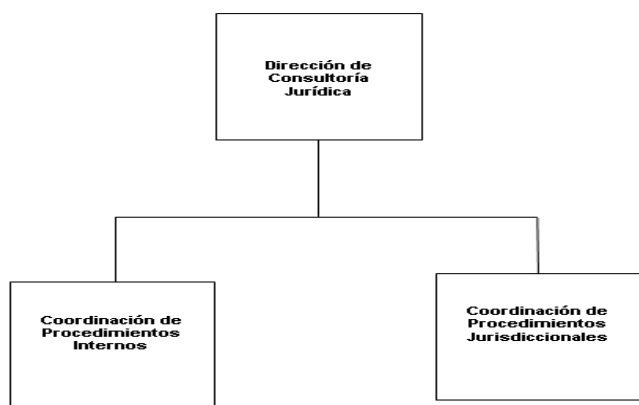 Dirección de
Consultoría
Jurídica
Coordinación de
Procedimientos
Internos
Coordinación de
Procedimientos
Jurisdiccionales